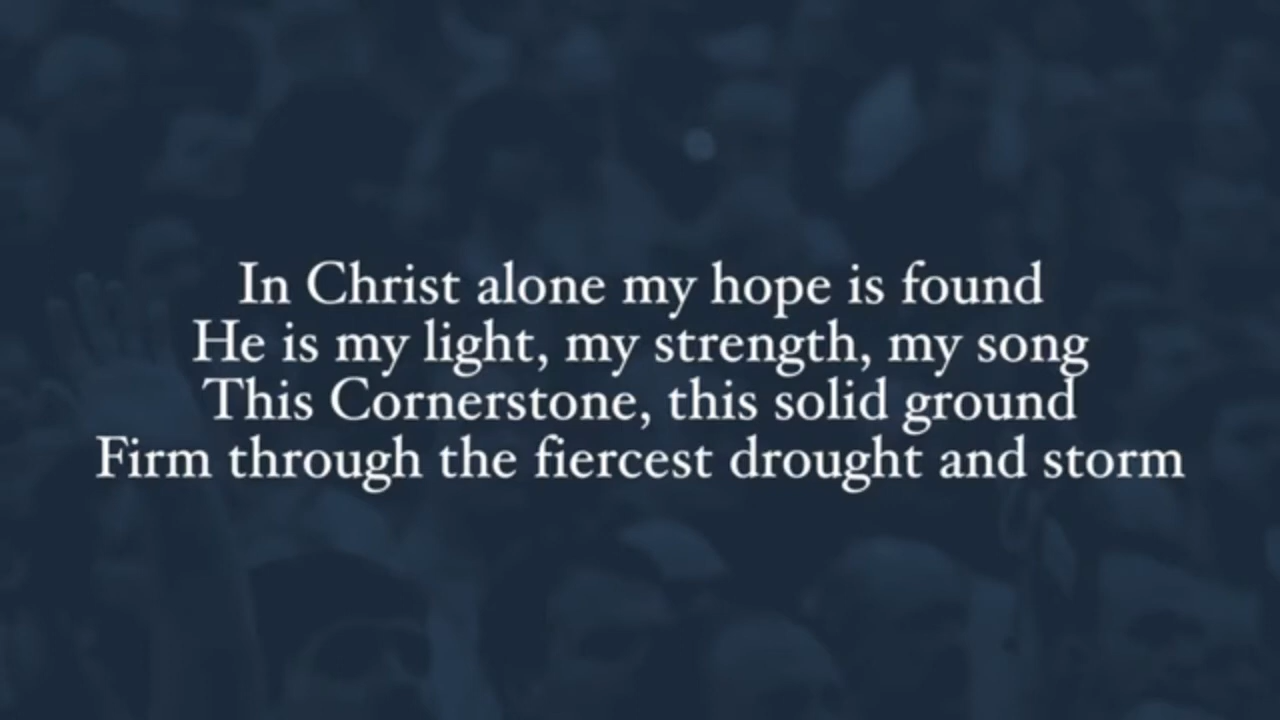 In Christ alone my hope is found
He is my light, my strength, my song
This Cornerstone, this solid ground
Firm through the fiercest drought and storm